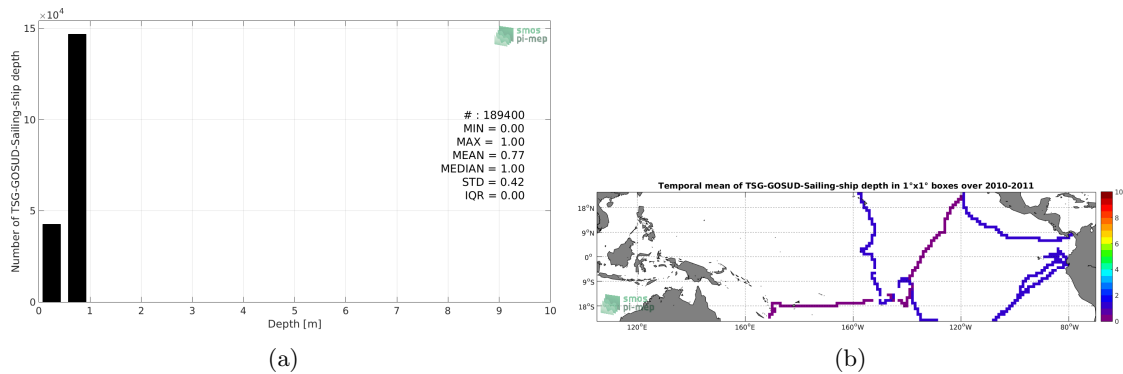 ×10⁴
15
10
5
0
Number of TSG-GOSUD-Sailing-ship depth
smos
pi-mep
# : 189400
MIN = 0.00
MAX = 1.00
MEAN = 0.77
MEDIAN = 1.00
STD = 0.42
IQR = 0.00
0 1 2 3 4 5 6 7 8 9 10
Depth [m]
(a)
Temporal mean of TSG-GOSUD-Sailing-ship depth in 1°x1° boxes over 2010-2011
18°N
9°N
0°
9°S
18°S
smos
pi-mep
120°E 160°E 160°W 140°W 120°W 80°W
10
8
6
4
2
0
(b)